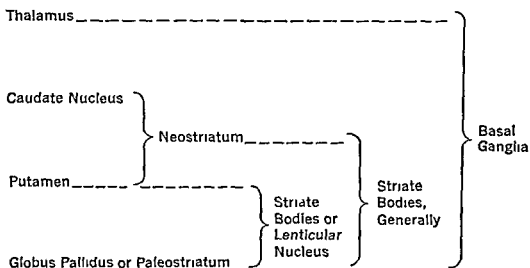 Thalamus
Caudate Nucleus
Neostriatum
Basal
Ganglia
Putamen
Striate
Bodies or
Lenticular
Nucleus
Striate
Bodies,
Generally
Globus Pallidus or Paleostriatum